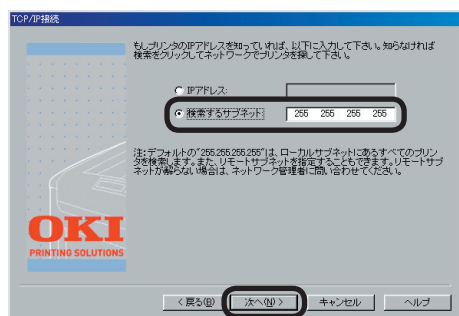 TCP/IP接続
もしプリンタのIPアドレスを知っていれば、以下に入力して下さい。知らなければ
検索をクリックしてネットワークでプリンタを探して下さい。
IPアドレス:
検索するサブネット: 255 255 255 255
注:デフォルトの"255.255.255.255"は、ローカルサブネットにあるすべてのプリン
タを検索します。また、リモートサブネットを指定することもできます。リモートサブ
ネットが解らない場合は、ネットワーク管理者に問い合わせてください。
OKI
PRINTING SOLUTIONS
< 戻る(B) 次へ(N) > キャンセル ヘルプ